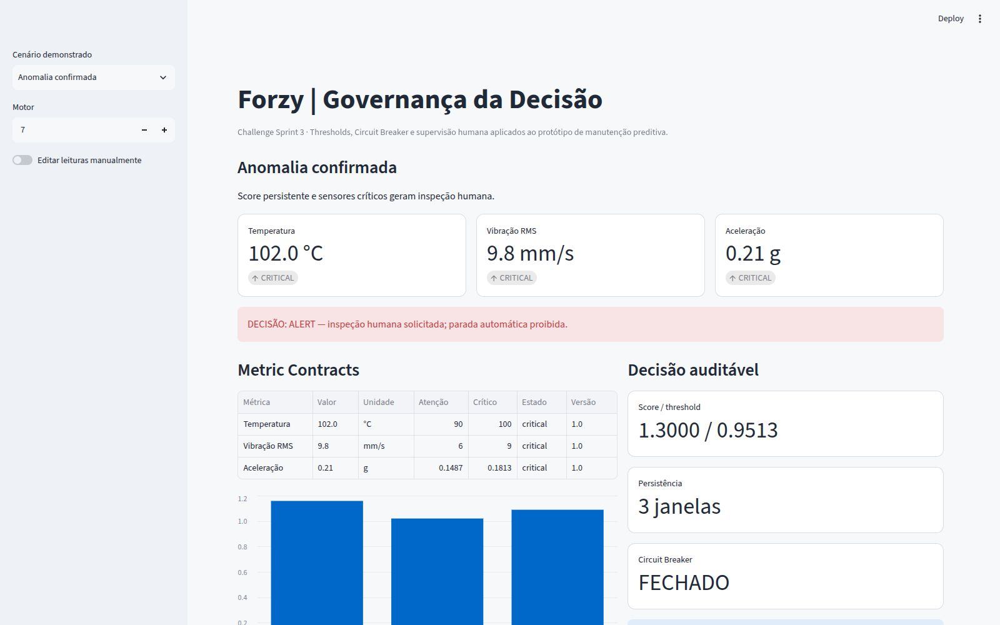 Deploy
Cenário demonstrado
Anomalia confirmada
Motor
7
Editar leituras manualmente
Forzy | Governança da Decisão
Challenge Sprint 3 · Thresholds, Circuit Breaker e supervisão humana aplicados ao protótipo de manutenção preditiva.
Anomalia confirmada
Score persistente e sensores críticos geram inspeção humana.
Temperatura
102.0 °C
↑ CRITICAL
Vibração RMS
9.8 mm/s
↑ CRITICAL
Aceleração
0.21 g
↑ CRITICAL
DECISÃO: ALERT — inspeção humana solicitada; parada automática proibida.
Metric Contracts
Métrica Valor Unidade Atenção Crítico Estado Versão
Temperatura 102.0 °C 90 100 critical 1.0
Vibração RMS 9.8 mm/s 6 9 critical 1.0
Aceleração 0.21 g 0.1487 0.1813 critical 1.0
1.2
1.0
0.8
0.6
0.4
0.2
Decisão auditável
Score / threshold
1.3000 / 0.9513
Persistência
3 janelas
Circuit Breaker
FECHADO